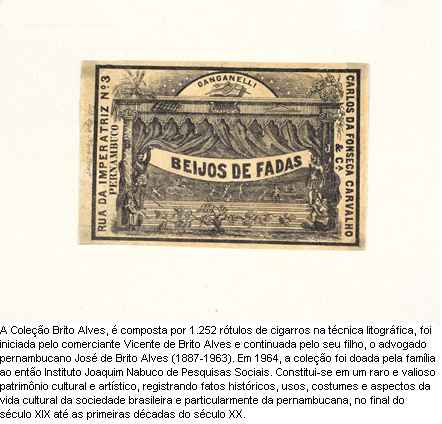 GANGANELLI
RUA DA IMPERATRIZ Nº 3
PERNAMBUCO
BEIJOS DE FADAS
CARLOS DA FONSECA CARVALHO
& Cª
A Coleção Brito Alves, é composta por 1.252 rótulos de cigarros na técnica litográfica, foi
iniciada pelo comerciante Vicente de Brito Alves e continuada pelo seu filho, o advogado
pernambucano José de Brito Alves (1887-1963). Em 1964, a coleção foi doada pela família
ao então Instituto Joaquim Nabuco de Pesquisas Sociais. Constitui-se em um raro e valioso
patrimônio cultural e artístico, registrando fatos históricos, usos, costumes e aspectos da
vida cultural da sociedade brasileira e particularmente da pernambucana, no final do
século XIX até as primeiras décadas do século XX.